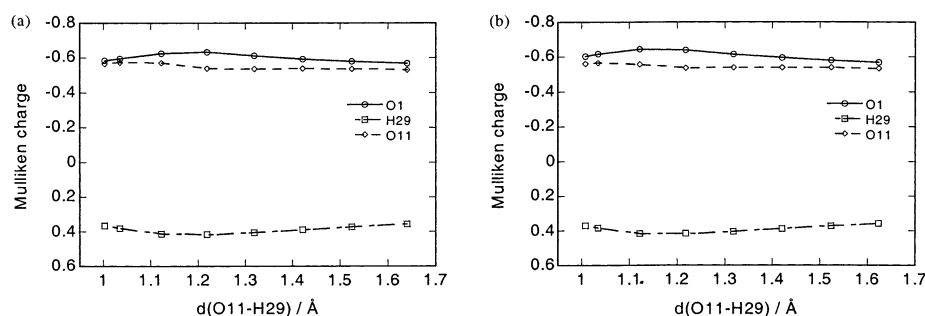 (a)
-0.8
-0.6
-0.4
-0.2
0
0.2
0.4
0.6
Mulliken charge
O1
H29
O11
1
1.1
1.2
1.3
1.4
1.5
1.6
1.7
d(O11-H29) / Å
(b)
-0.8
-0.6
-0.4
-0.2
0
0.2
0.4
0.6
Mulliken charge
O1
H29
O11
1
1.1
1.2
1.3
1.4
1.5
1.6
1.7
d(O11-H29) / Å